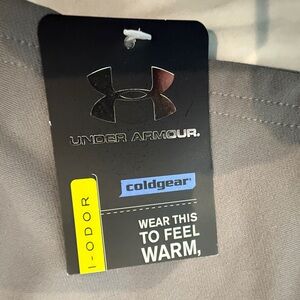 UNDER ARMOUR.
coldgear®
I-ODOR
WEAR THIS
TO FEEL
WARM,